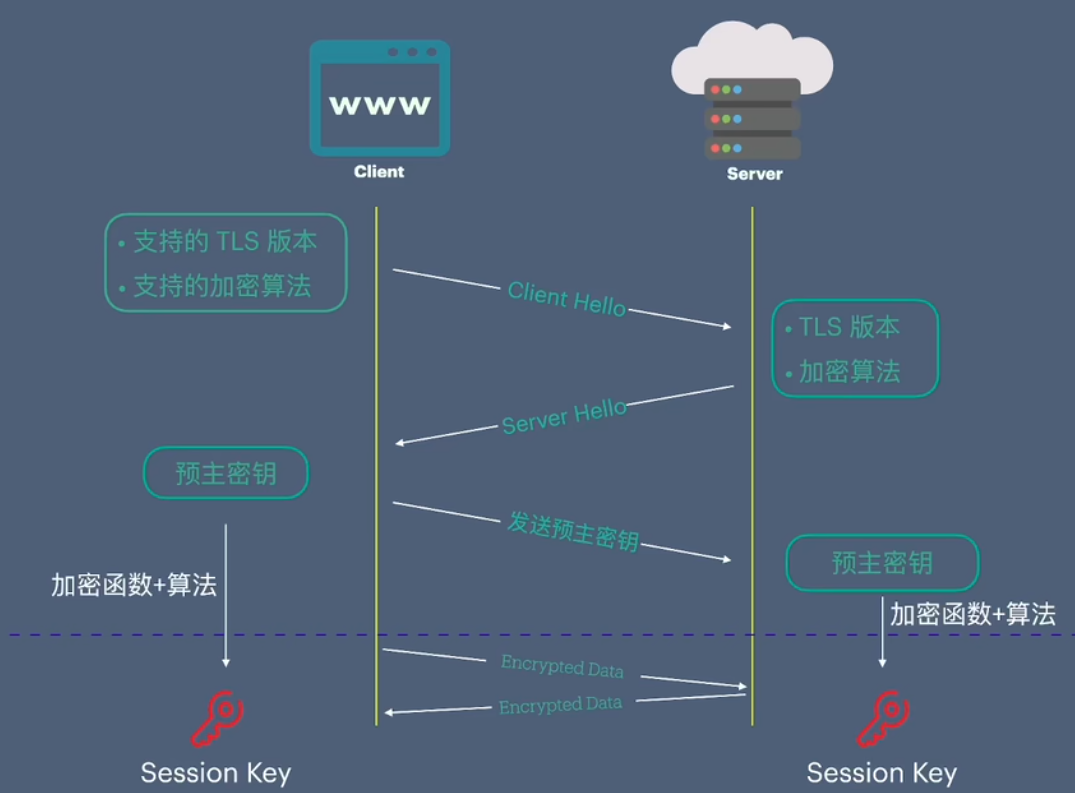 www
Client
Server
• 支持的 TLS 版本
• 支持的加密算法
Client Hello
• TLS 版本
• 加密算法
Server Hello
预主密钥
发送预主密钥
预主密钥
加密函数+算法
加密函数+算法
Encrypted Data
Encrypted Data
Session Key
Session Key